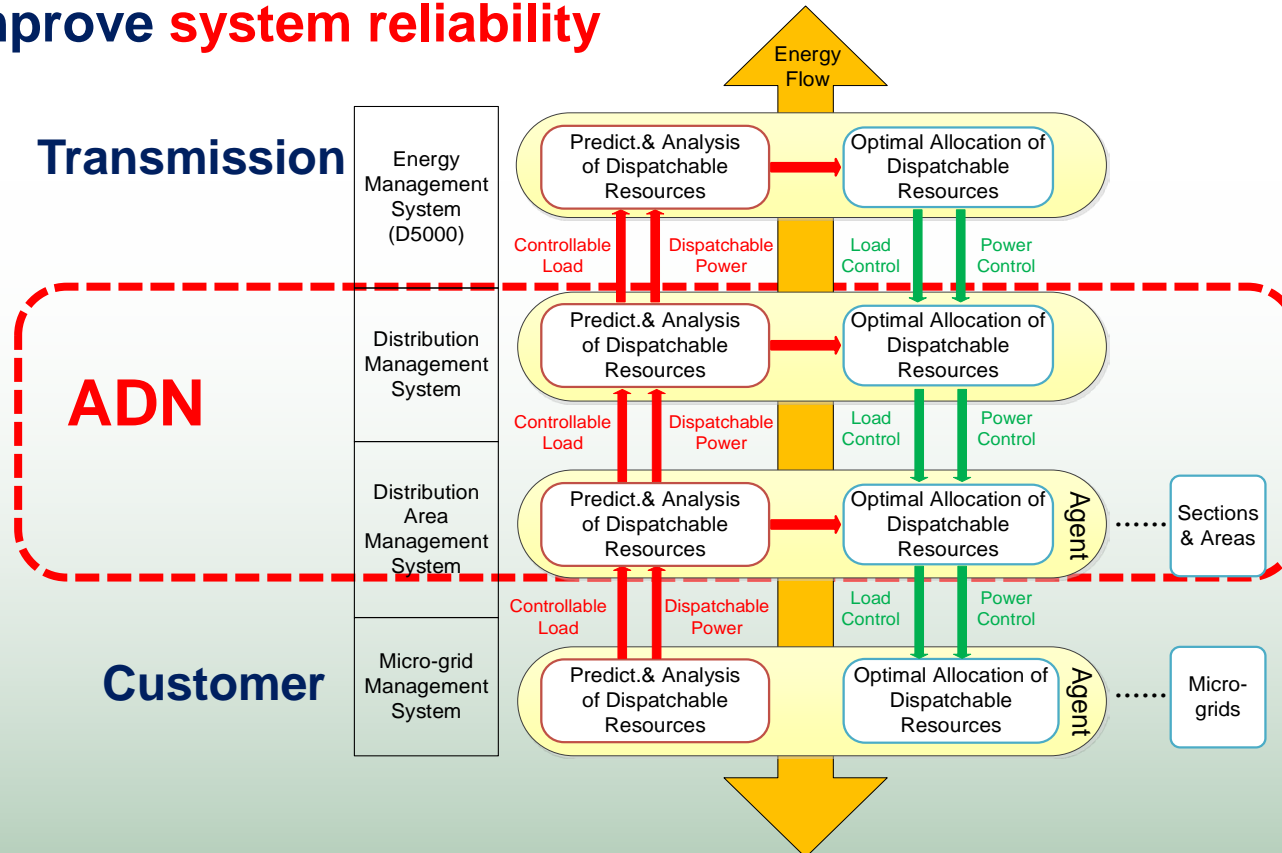 mprove system reliability
Energy
Flow
Transmission
Energy
Management
System
(D5000)
Predict.& Analysis
of Dispatchable
Resources
Optimal Allocation of
Dispatchable
Resources
Controllable
Load
Dispatchable
Power
Load
Control
Power
Control
ADN
Distribution
Management
System
Predict.& Analysis
of Dispatchable
Resources
Optimal Allocation of
Dispatchable
Resources
Controllable
Load
Dispatchable
Power
Load
Control
Power
Control
Distribution
Area
Management
System
Predict.& Analysis
of Dispatchable
Resources
Optimal Allocation of
Dispatchable
Resources
Agent
......
Sections
& Areas
Controllable
Load
Dispatchable
Power
Load
Control
Power
Control
Customer
Micro-grid
Management
System
Predict.& Analysis
of Dispatchable
Resources
Optimal Allocation of
Dispatchable
Resources
Agent
......
Micro-
grids